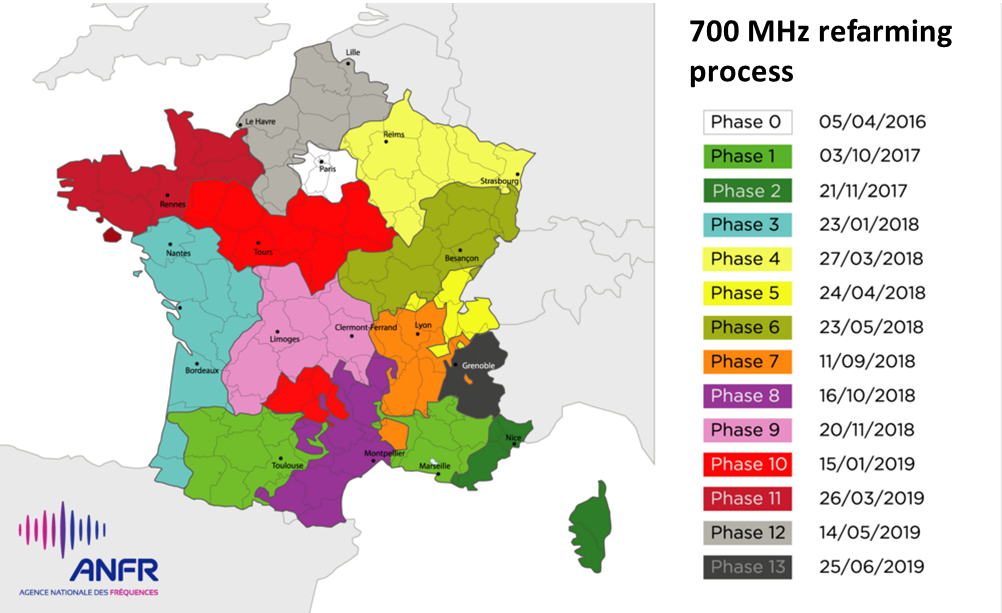 700 MHz refarming
process
Phase 0 05/04/2016
Phase 1 03/10/2017
Phase 2 21/11/2017
Phase 3 23/01/2018
Phase 4 27/03/2018
Phase 5 24/04/2018
Phase 6 23/05/2018
Phase 7 11/09/2018
Phase 8 16/10/2018
Phase 9 20/11/2018
Phase 10 15/01/2019
Phase 11 26/03/2019
Phase 12 14/05/2019
Phase 13 25/06/2019
Lille
Le Havre
Reims
Paris
Strasbourg
Rennes
Nantes
Tours
Besançon
Limoges
Clermont-Ferrand
Lyon
Bordeaux
Grenoble
Toulouse
Montpellier
Marseille
Nice
ANFR
AGENCE NATIONALE DES FRÉQUENCES